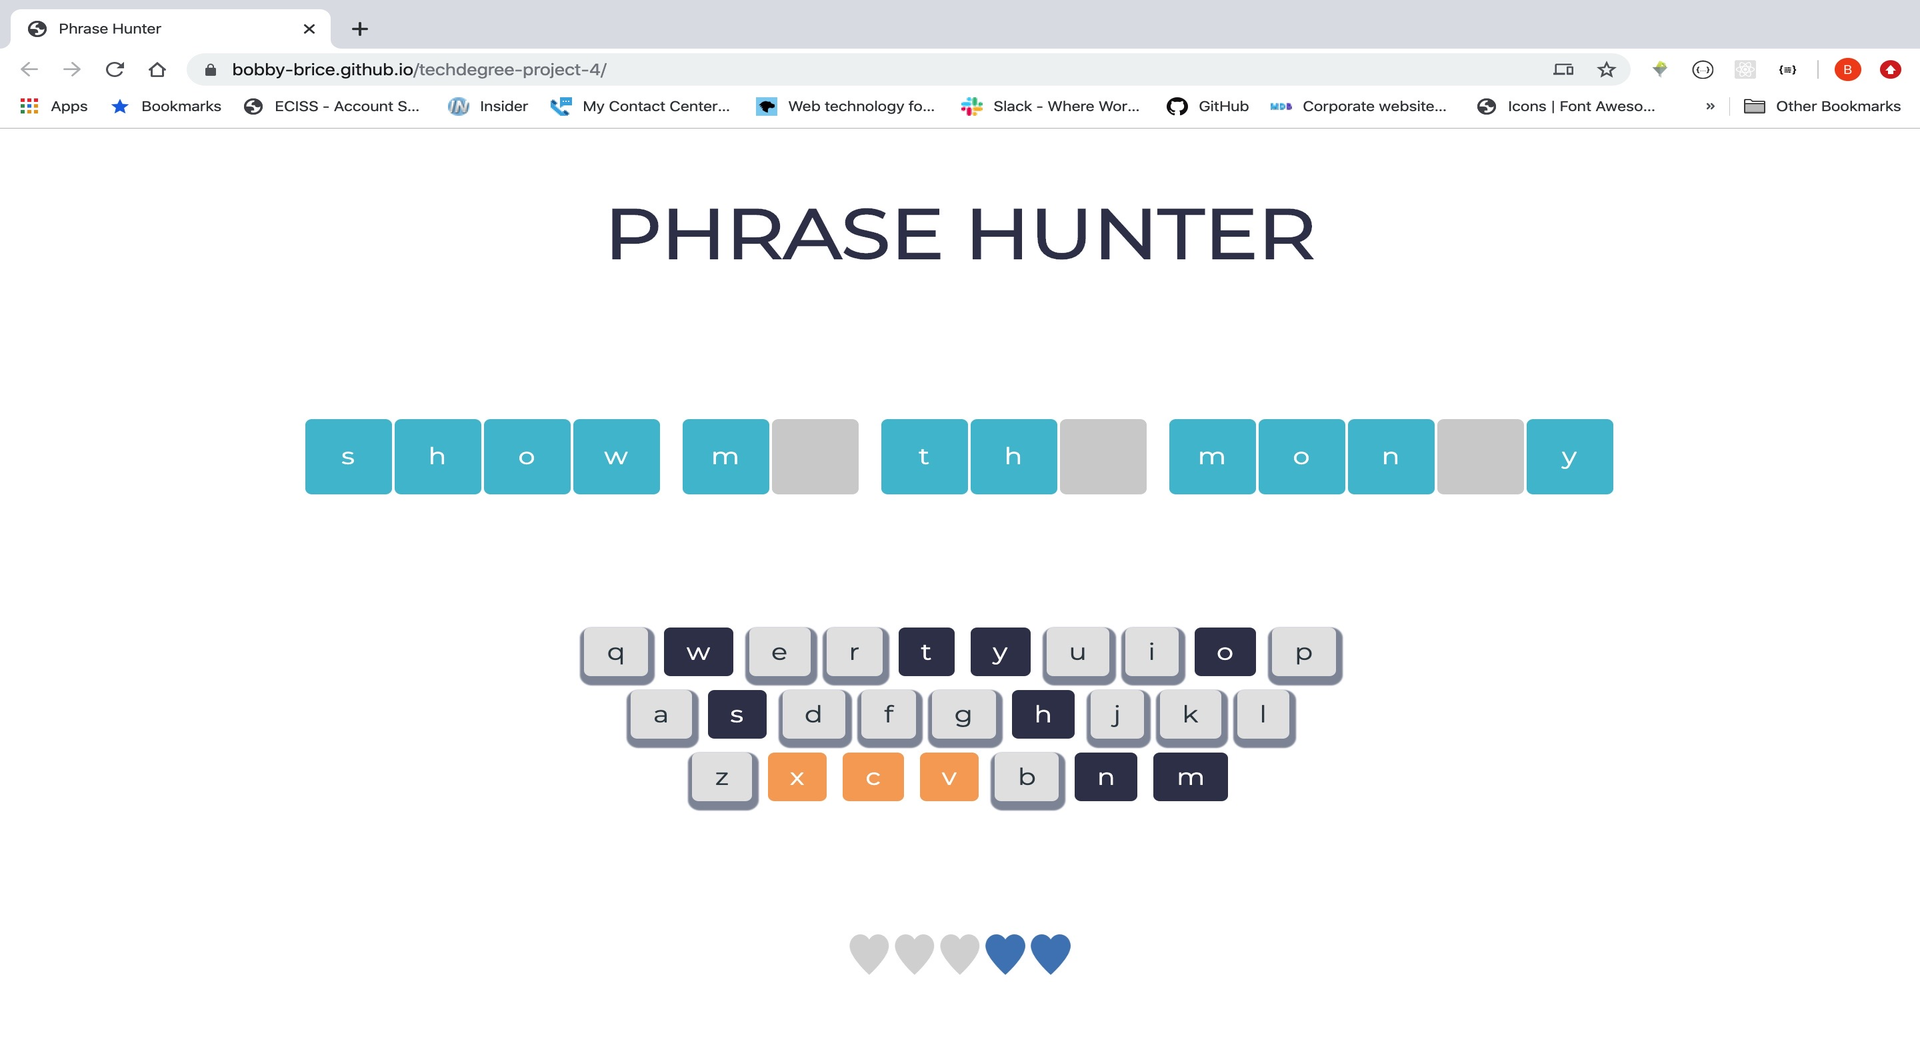 Phrase Hunter
bobby-brice.github.io/techdegree-project-4/
B
Apps Bookmarks ECISS - Account S... Insider My Contact Center... Web technology fo... Slack - Where Wor... GitHub MDB Corporate website... Icons | Font Aweso... » Other Bookmarks
PHRASE HUNTER
s h o w m t h m o n y
q w e r t y u i o p
a s d f g h j k l
z x c v b n m